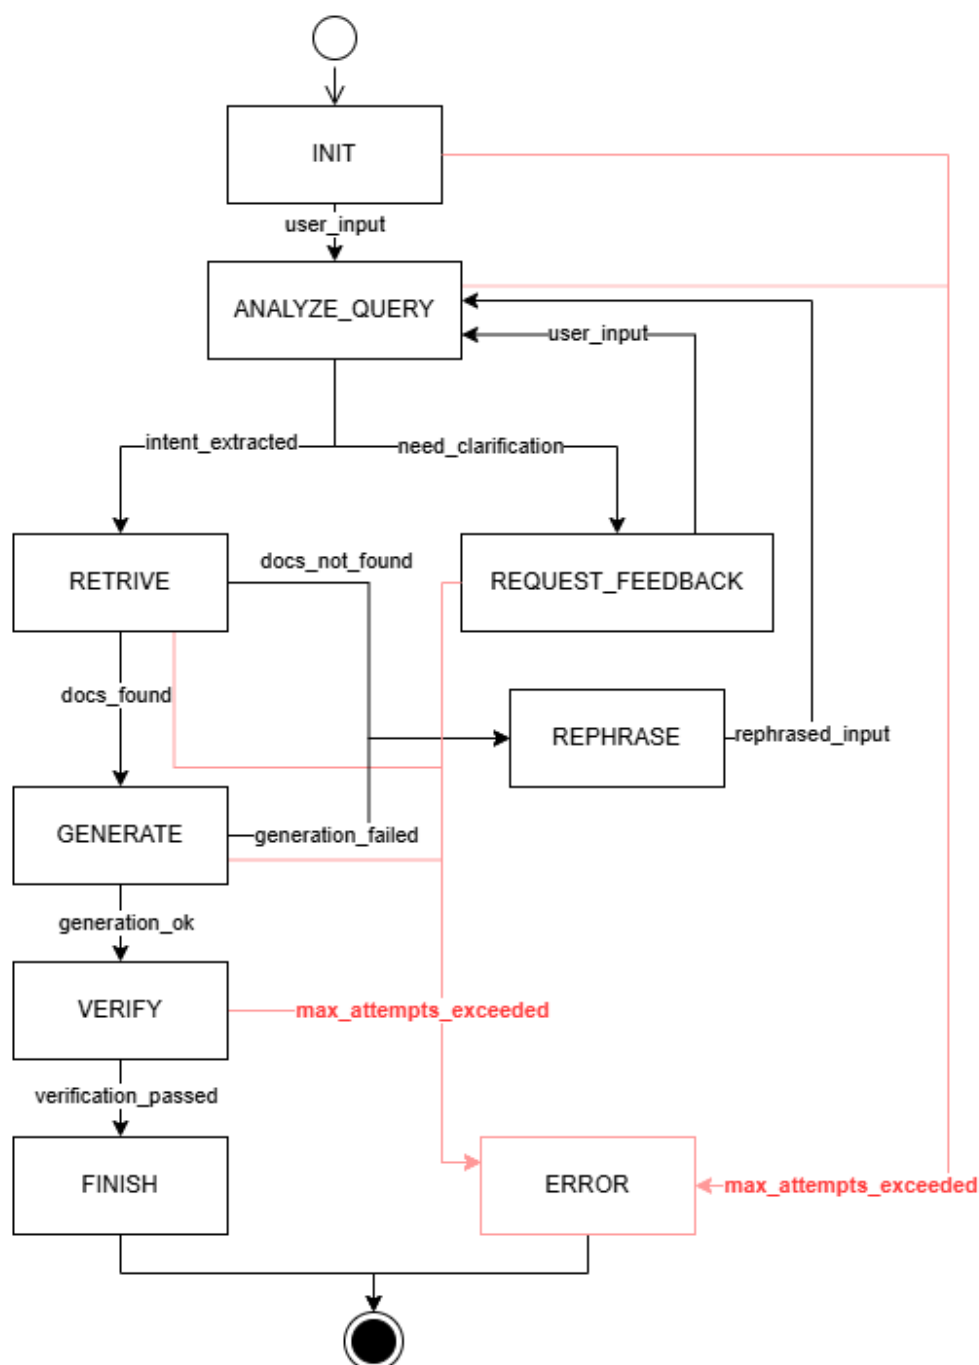 INIT
user_input
ANALYZE_QUERY
user_input
intent_extracted
need_clarification
RETRIVE
docs_not_found
REQUEST_FEEDBACK
docs_found
REPHRASE
rephrased_input
GENERATE
generation_failed
generation_ok
VERIFY
max_attempts_exceeded
verification_passed
FINISH
ERROR
max_attempts_exceeded